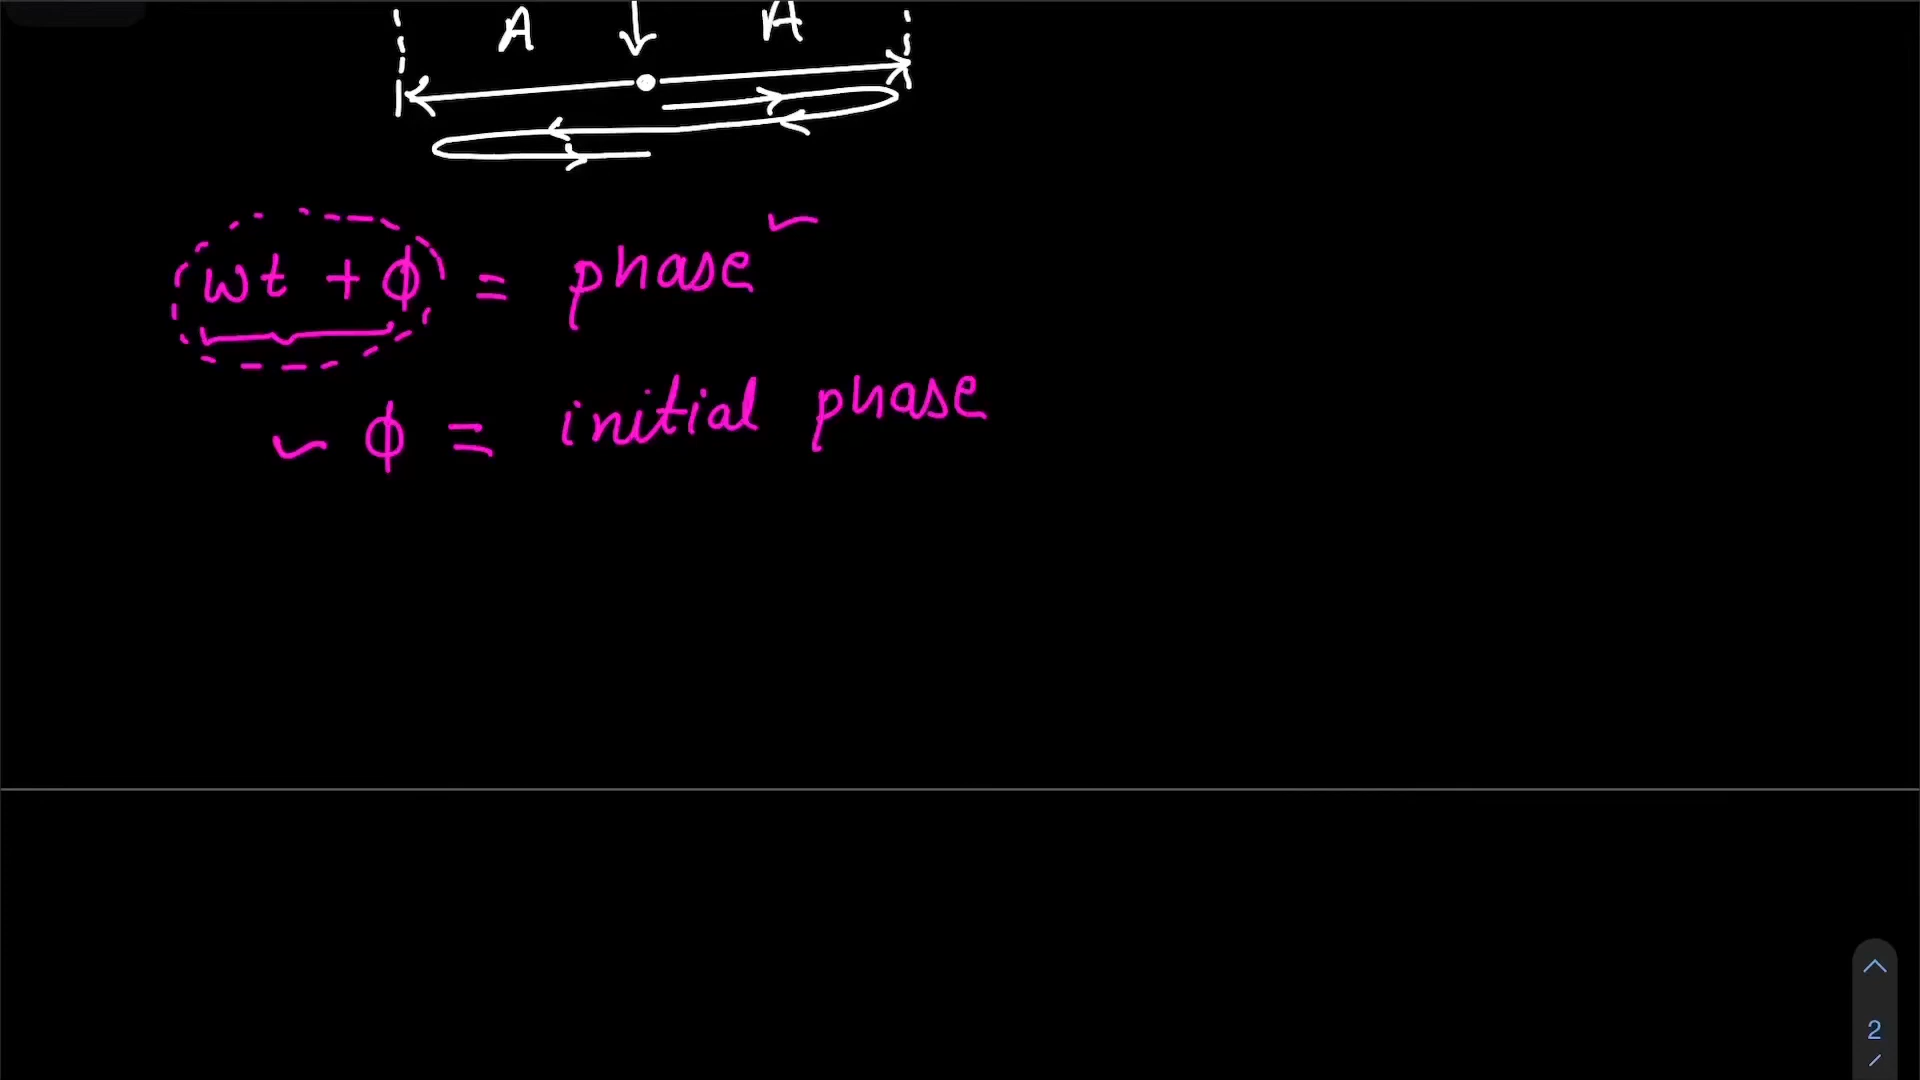 A A
ωt + ϕ = phase
ϕ = initial phase
2